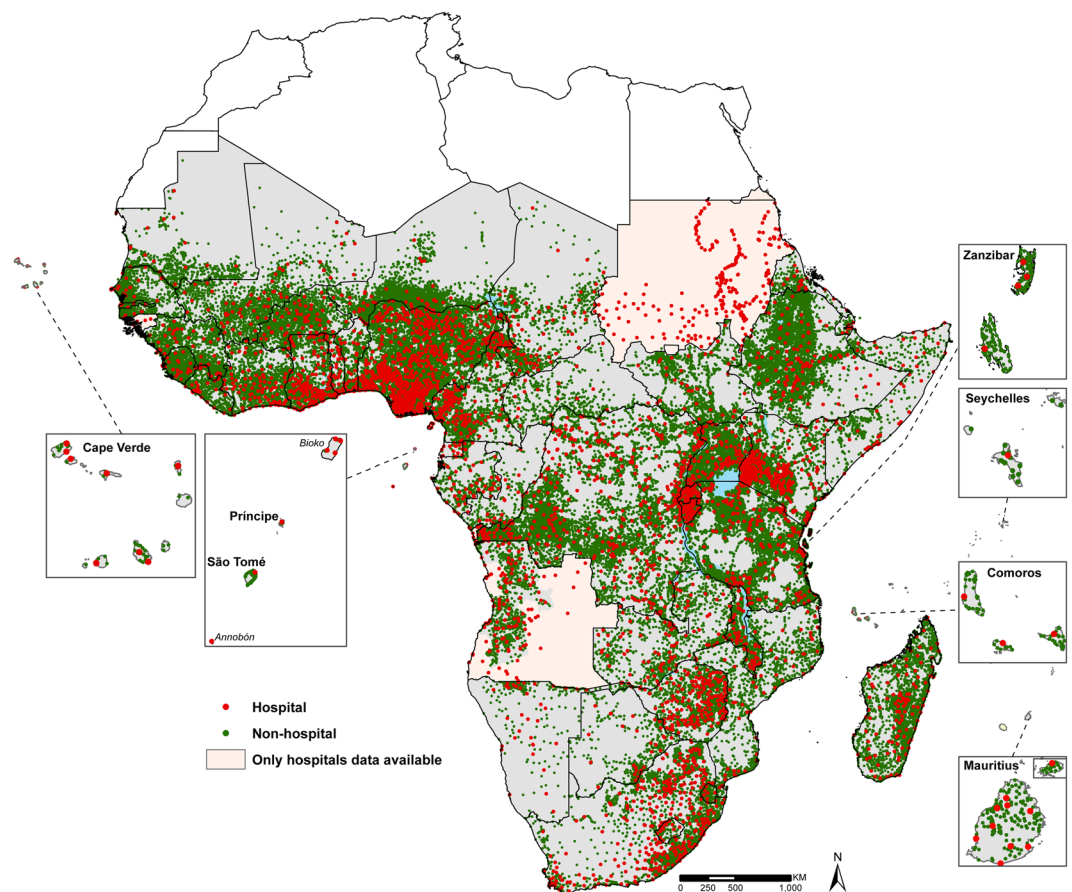 Zanzibar
Seychelles
Cape Verde
Bioko
Príncipe
São Tomé
Annobón
Comoros
Hospital
Non-hospital
Only hospitals data available
Mauritius
N
KM
0 250 500 1,000